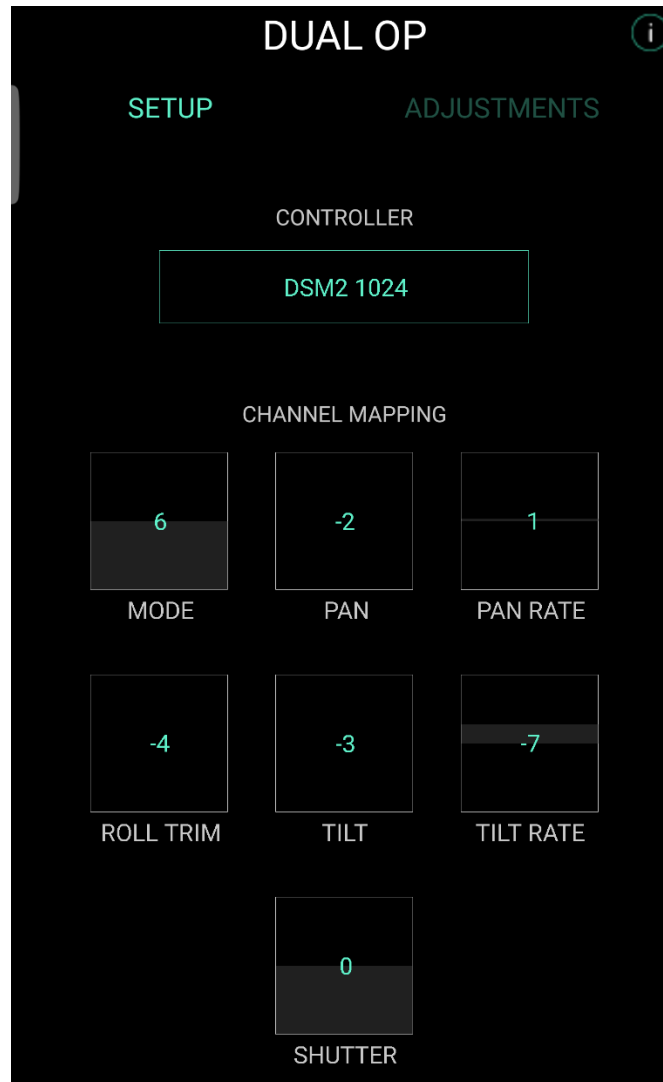 DUAL OP
i
SETUP ADJUSTMENTS
CONTROLLER
DSM2 1024
CHANNEL MAPPING
6 -2 1
MODE PAN PAN RATE
-4 -3 -7
ROLL TRIM TILT TILT RATE
0
SHUTTER